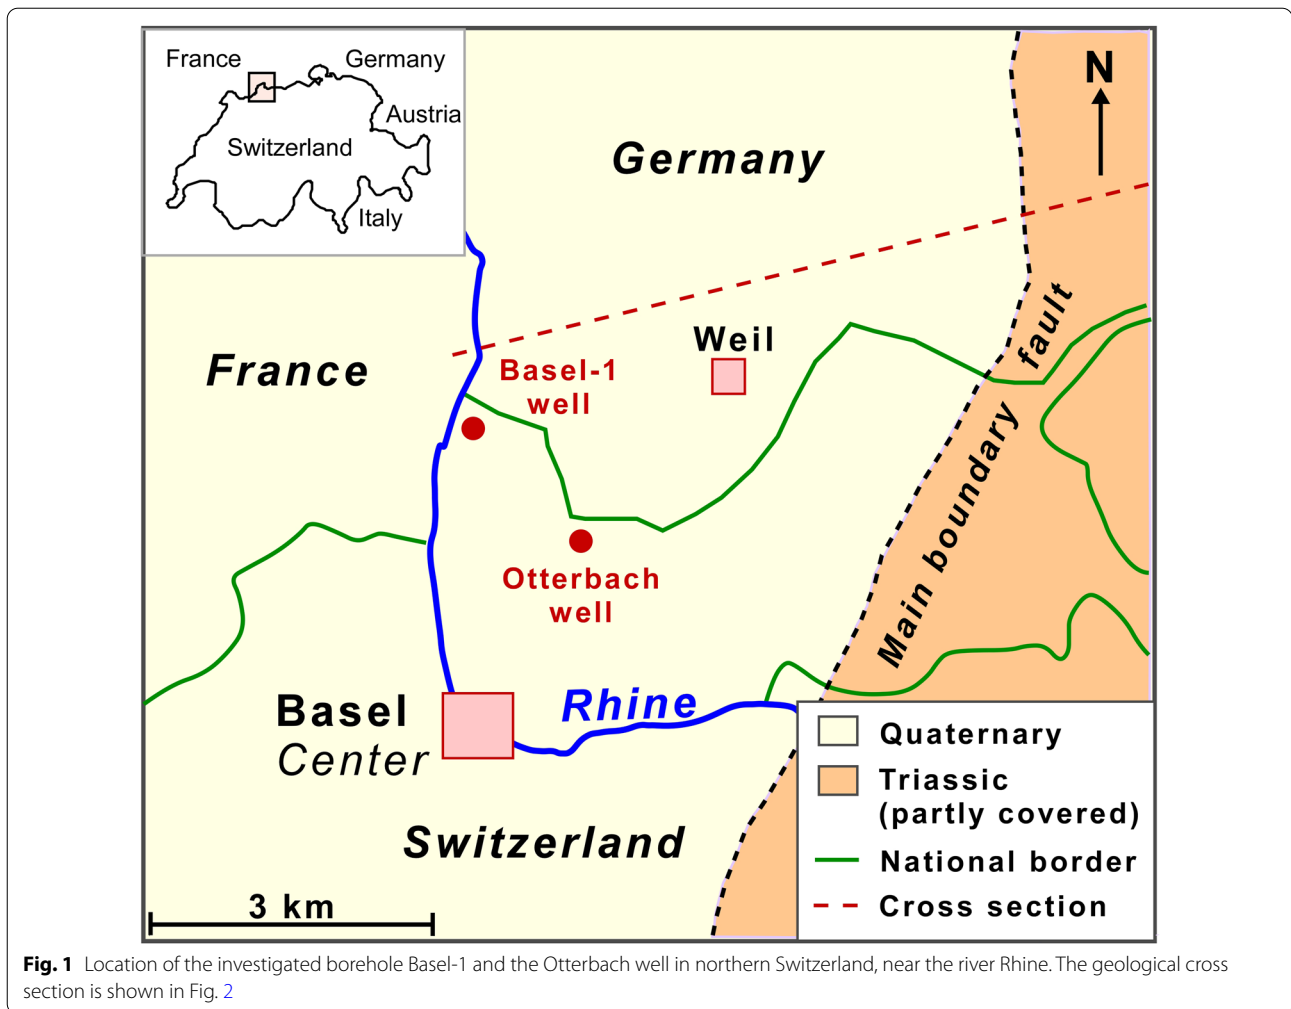 France
Germany
Austria
Switzerland
Italy
Germany
N
France
Weil
Basel-1
well
Main boundary fault
Otterbach
well
Basel
Center
Rhine
Switzerland
3 km
Quaternary
Triassic
(partly covered)
National border
Cross section
Fig. 1 Location of the investigated borehole Basel-1 and the Otterbach well in northern Switzerland, near the river Rhine. The geological cross
section is shown in Fig. 2